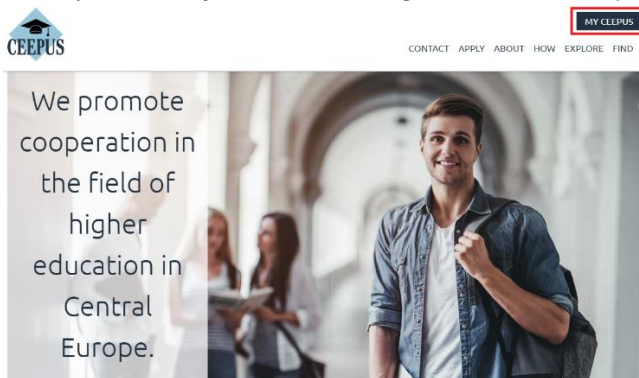 MY CEEPUS
CEEPUS
CONTACT APPLY ABOUT HOW EXPLORE FIND
We promote
cooperation in
the field of
higher
education in
Central
Europe.